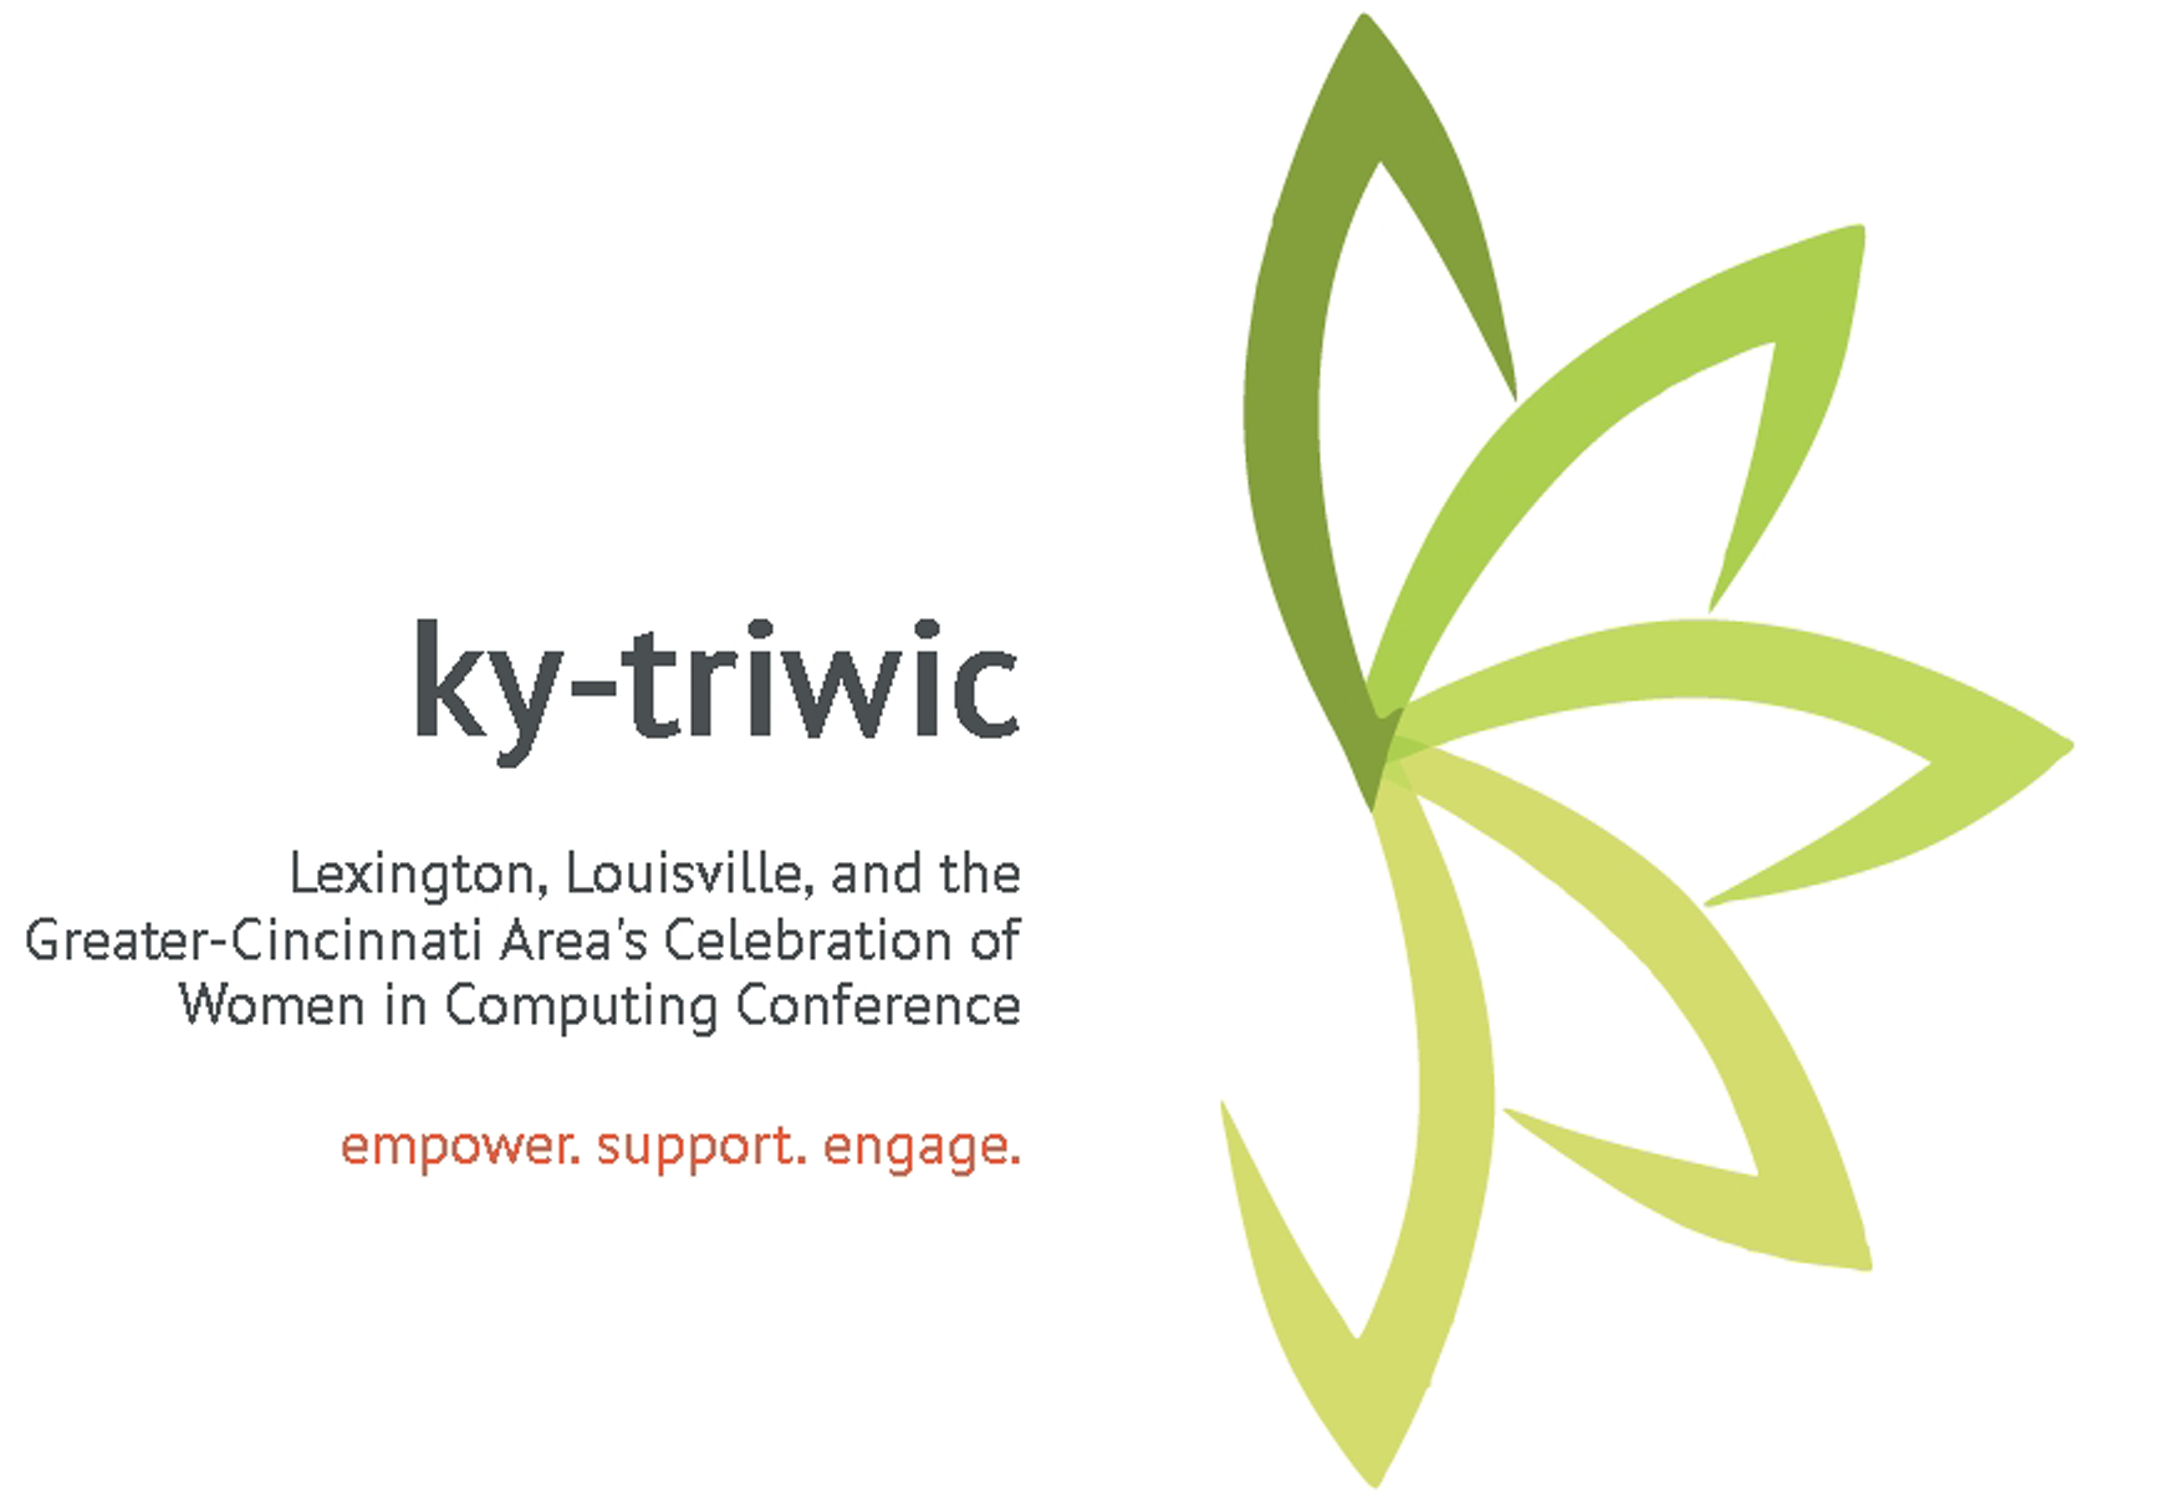 ky-triwic
Lexington, Louisville, and the
Greater-Cincinnati Area's Celebration of
Women in Computing Conference
empower. support. engage.